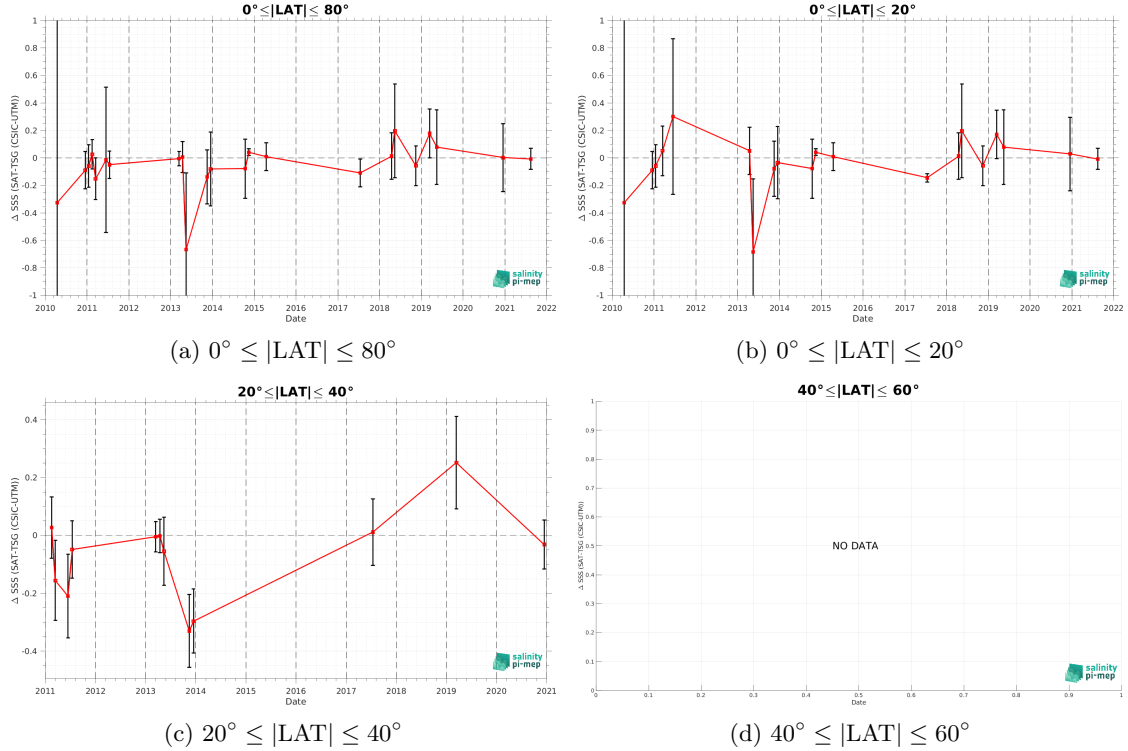 0°≤|LAT|≤ 80°
Δ SSS (SAT-TSG (CSIC-UTM))
1
0.8
0.6
0.4
0.2
0
-0.2
-0.4
-0.6
-0.8
-1
2010 2011 2012 2013 2014 2015 2016 2017 2018 2019 2020 2021 2022
Date
salinity
pi-mep
(a) 0° ≤ |LAT| ≤ 80°
0°≤|LAT|≤ 20°
Δ SSS (SAT-TSG (CSIC-UTM))
1
0.8
0.6
0.4
0.2
0
-0.2
-0.4
-0.6
-0.8
-1
2010 2011 2012 2013 2014 2015 2016 2017 2018 2019 2020 2021 2022
Date
salinity
pi-mep
(b) 0° ≤ |LAT| ≤ 20°
20°≤|LAT|≤ 40°
Δ SSS (SAT-TSG (CSIC-UTM))
0.4
0.2
0
-0.2
-0.4
2011 2012 2013 2014 2015 2016 2017 2018 2019 2020 2021
Date
salinity
pi-mep
(c) 20° ≤ |LAT| ≤ 40°
40°≤|LAT|≤ 60°
Δ SSS (SAT-TSG (CSIC-UTM))
1
0.9
0.8
0.7
0.6
0.5
0.4
0.3
0.2
0.1
0
NO DATA
0 0.1 0.2 0.3 0.4 0.5 0.6 0.7 0.8 0.9 1
Date
salinity
pi-mep
(d) 40° ≤ |LAT| ≤ 60°